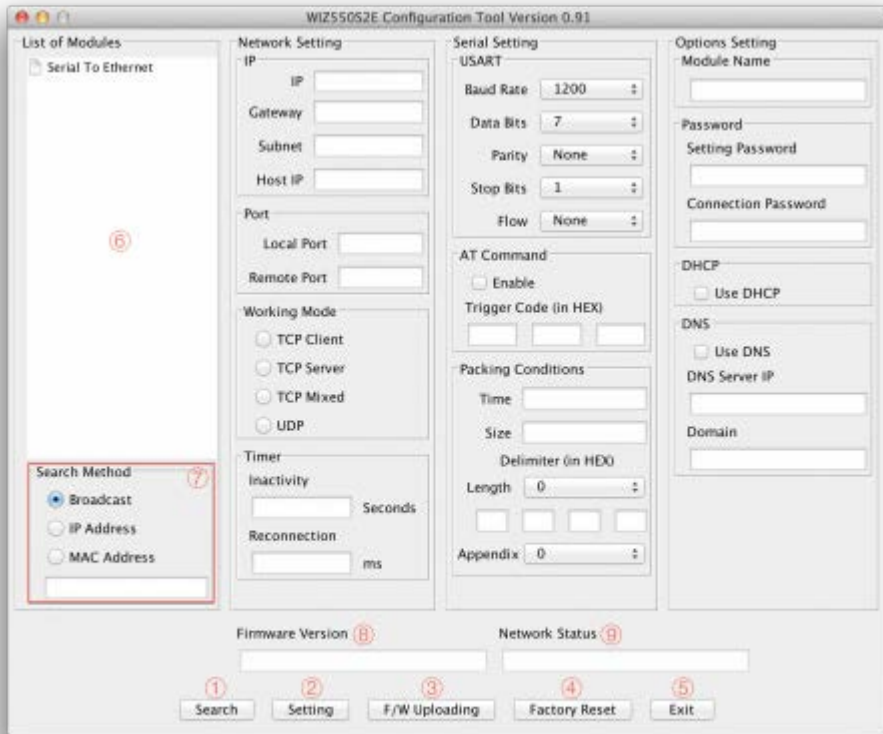 WIZ550S2E Configuration Tool Version 0.91
List of Modules
Serial To Ethernet
⑥
Search Method ⑦
Broadcast
IP Address
MAC Address
Network Setting
IP
IP
Gateway
Subnet
Host IP
Port
Local Port
Remote Port
Working Mode
TCP Client
TCP Server
TCP Mixed
UDP
Timer
Inactivity
Seconds
Reconnection
ms
Serial Setting
USART
Baud Rate 1200
Data Bits 7
Parity None
Stop Bits 1
Flow None
AT Command
Enable
Trigger Code (in HEX)
Packing Conditions
Time
Size
Delimiter (in HEX)
Length 0
Appendix 0
Options Setting
Module Name
Password
Setting Password
Connection Password
DHCP
Use DHCP
DNS
Use DNS
DNS Server IP
Domain
Firmware Version ⑧
Network Status ⑨
① ② ③ ④ ⑤
Search Setting F/W Uploading Factory Reset Exit